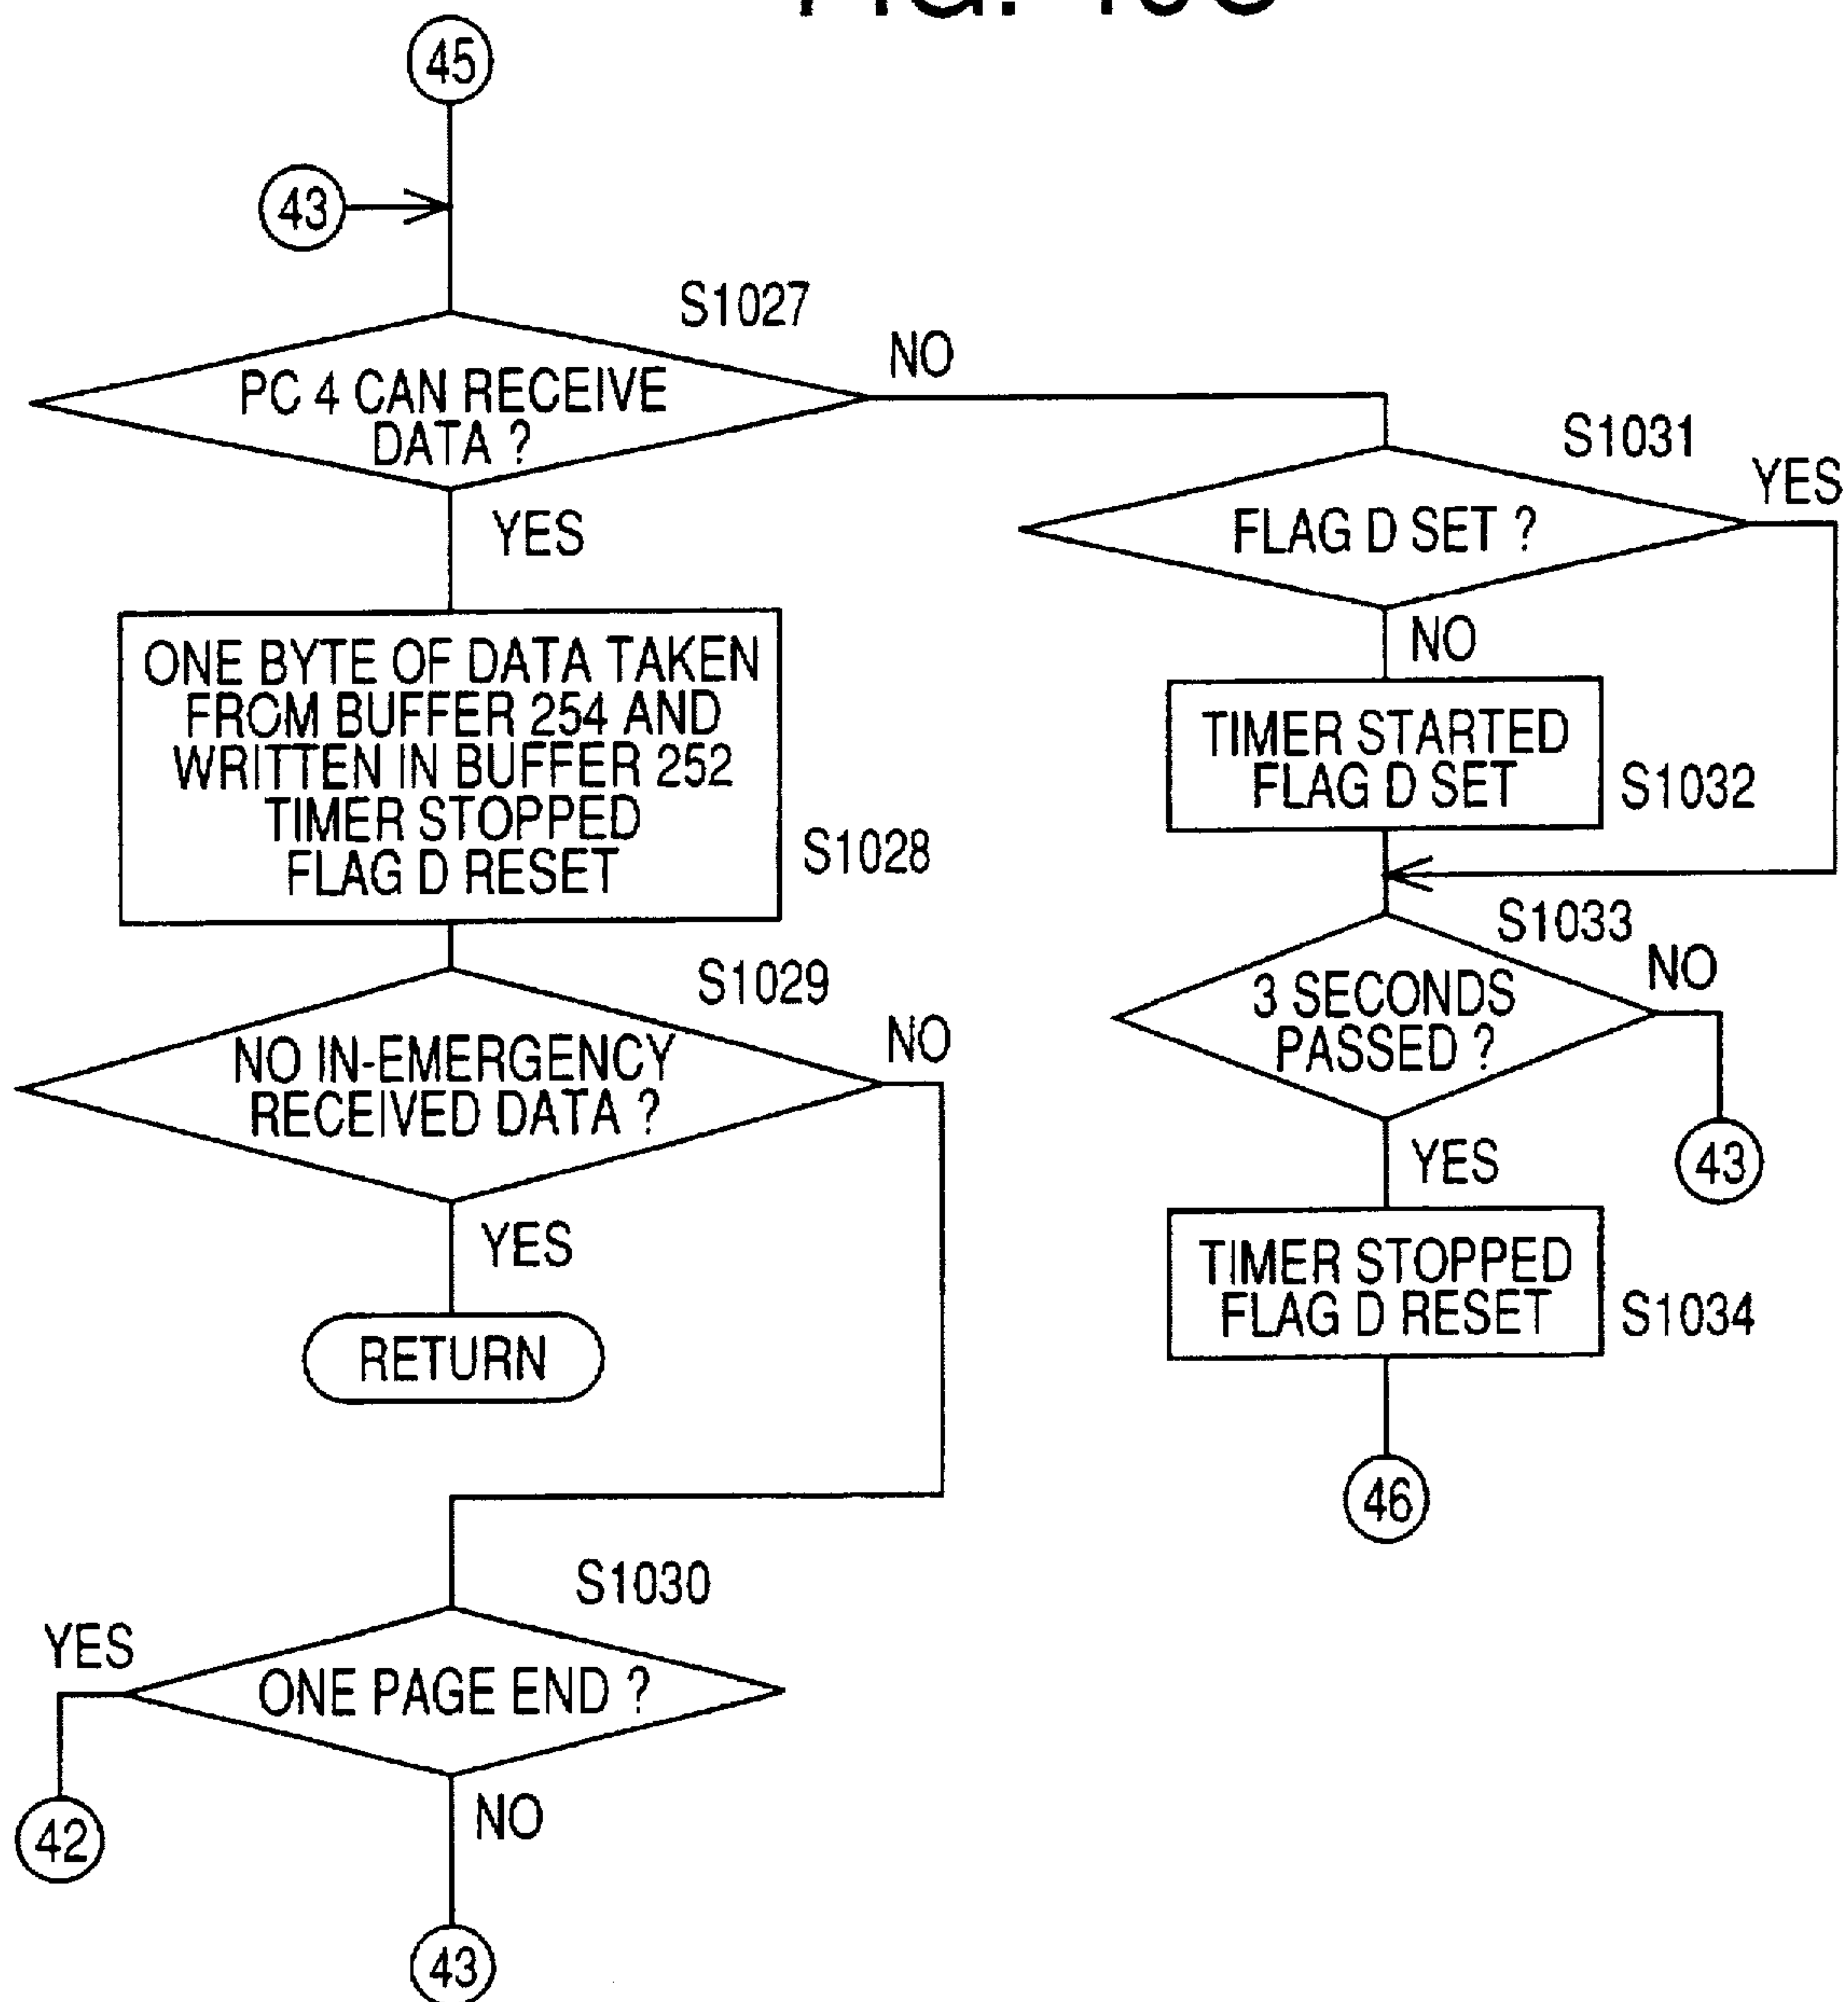 45
43
S1027
PC 4 CAN RECEIVE
DATA ?
NO
YES
ONE BYTE OF DATA TAKEN
FROM BUFFER 254 AND
WRITTEN IN BUFFER 252
TIMER STOPPED
FLAG D RESET
S1028
S1029
NO IN-EMERGENCY
RECEIVED DATA ?
NO
YES
RETURN
S1030
ONE PAGE END ?
YES
42
NO
43
S1031
FLAG D SET ?
YES
NO
TIMER STARTED
FLAG D SET
S1032
S1033
3 SECONDS
PASSED ?
NO
43
YES
TIMER STOPPED
FLAG D RESET
S1034
46